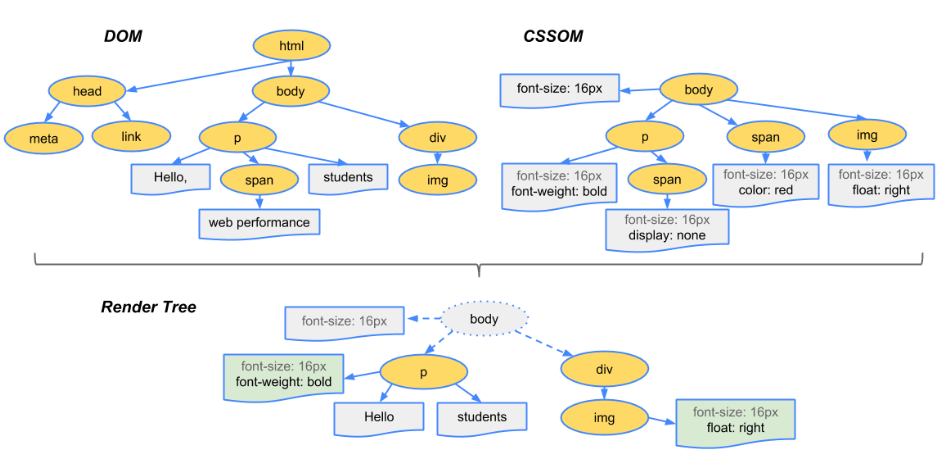 DOM
CSSOM
html
head
body
meta
link
p
div
Hello,
span
students
img
web performance
font-size: 16px
body
p
span
img
font-size: 16px
font-weight: bold
span
font-size: 16px
color: red
font-size: 16px
float: right
font-size: 16px
display: none
Render Tree
font-size: 16px
body
font-size: 16px
font-weight: bold
p
div
Hello
students
img
font-size: 16px
float: right